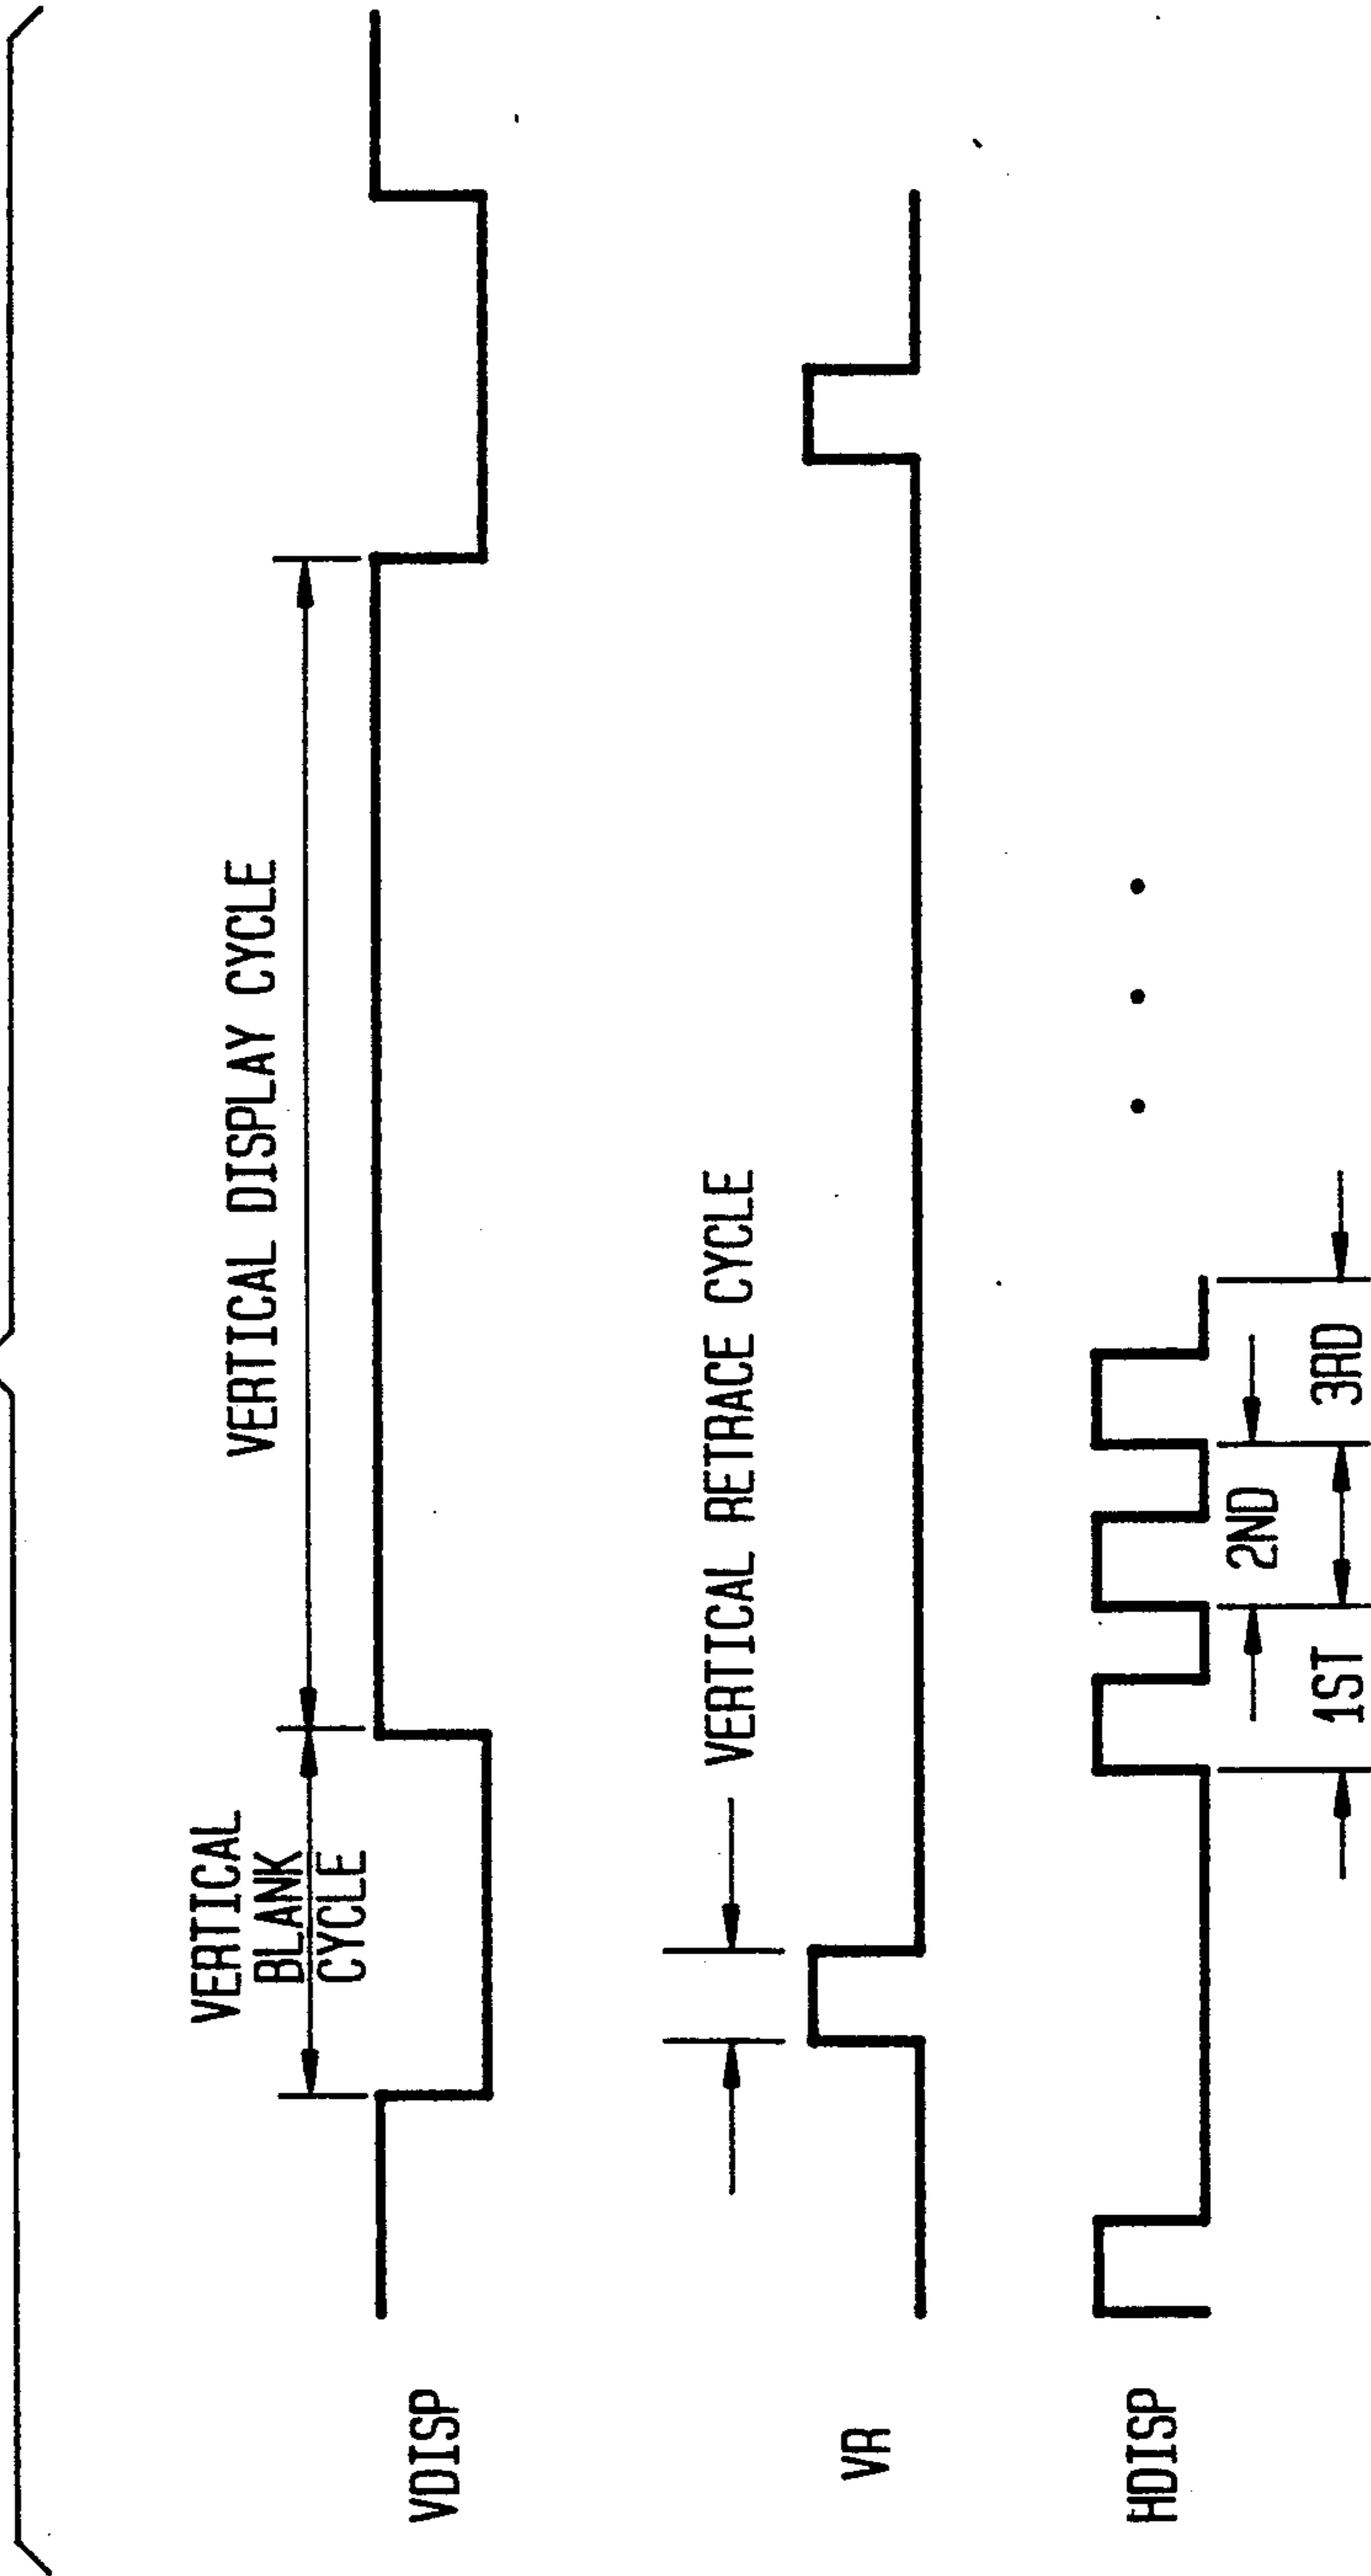 VERTICAL
BLANK
CYCLE
VERTICAL DISPLAY CYCLE
VDISP
VERTICAL RETRACE CYCLE
VR
HDISP
2ND
1ST
3RD